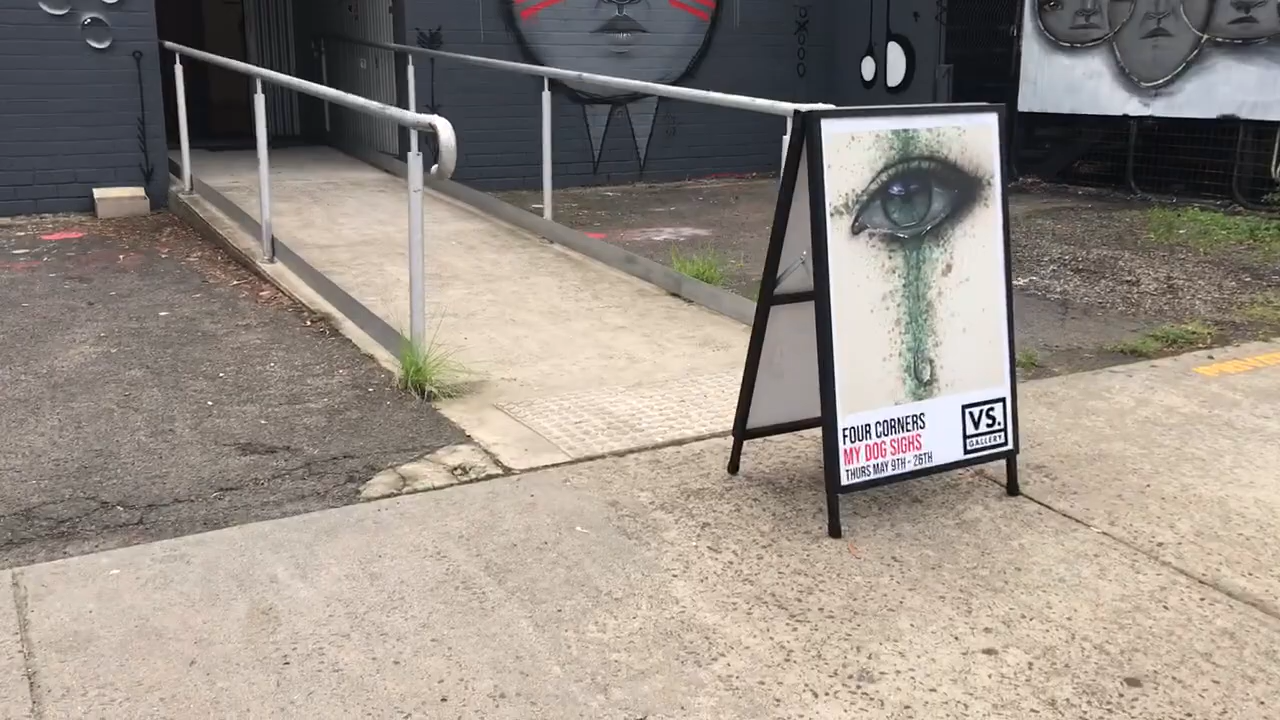 FOUR CORNERS
MY DOG SIGHS
THURS MAY 9TH - 26TH
VS.
GALLERY